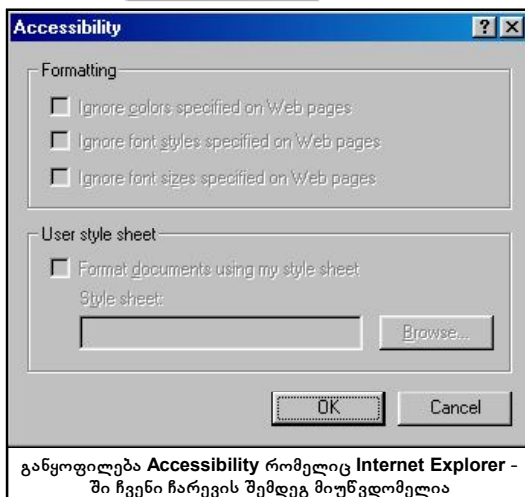 Accessibility
Formatting
Ignore colors specified on Web pages
Ignore font styles specified on Web pages
Ignore font sizes specified on Web pages
User style sheet
Format documents using my style sheet
Style sheet:
Browse...
OK Cancel
განყოფილება Accessibility რომელიც Internet Explorer -
ში ჩვენი ჩარევის შემდეგ მიუწვდომელია